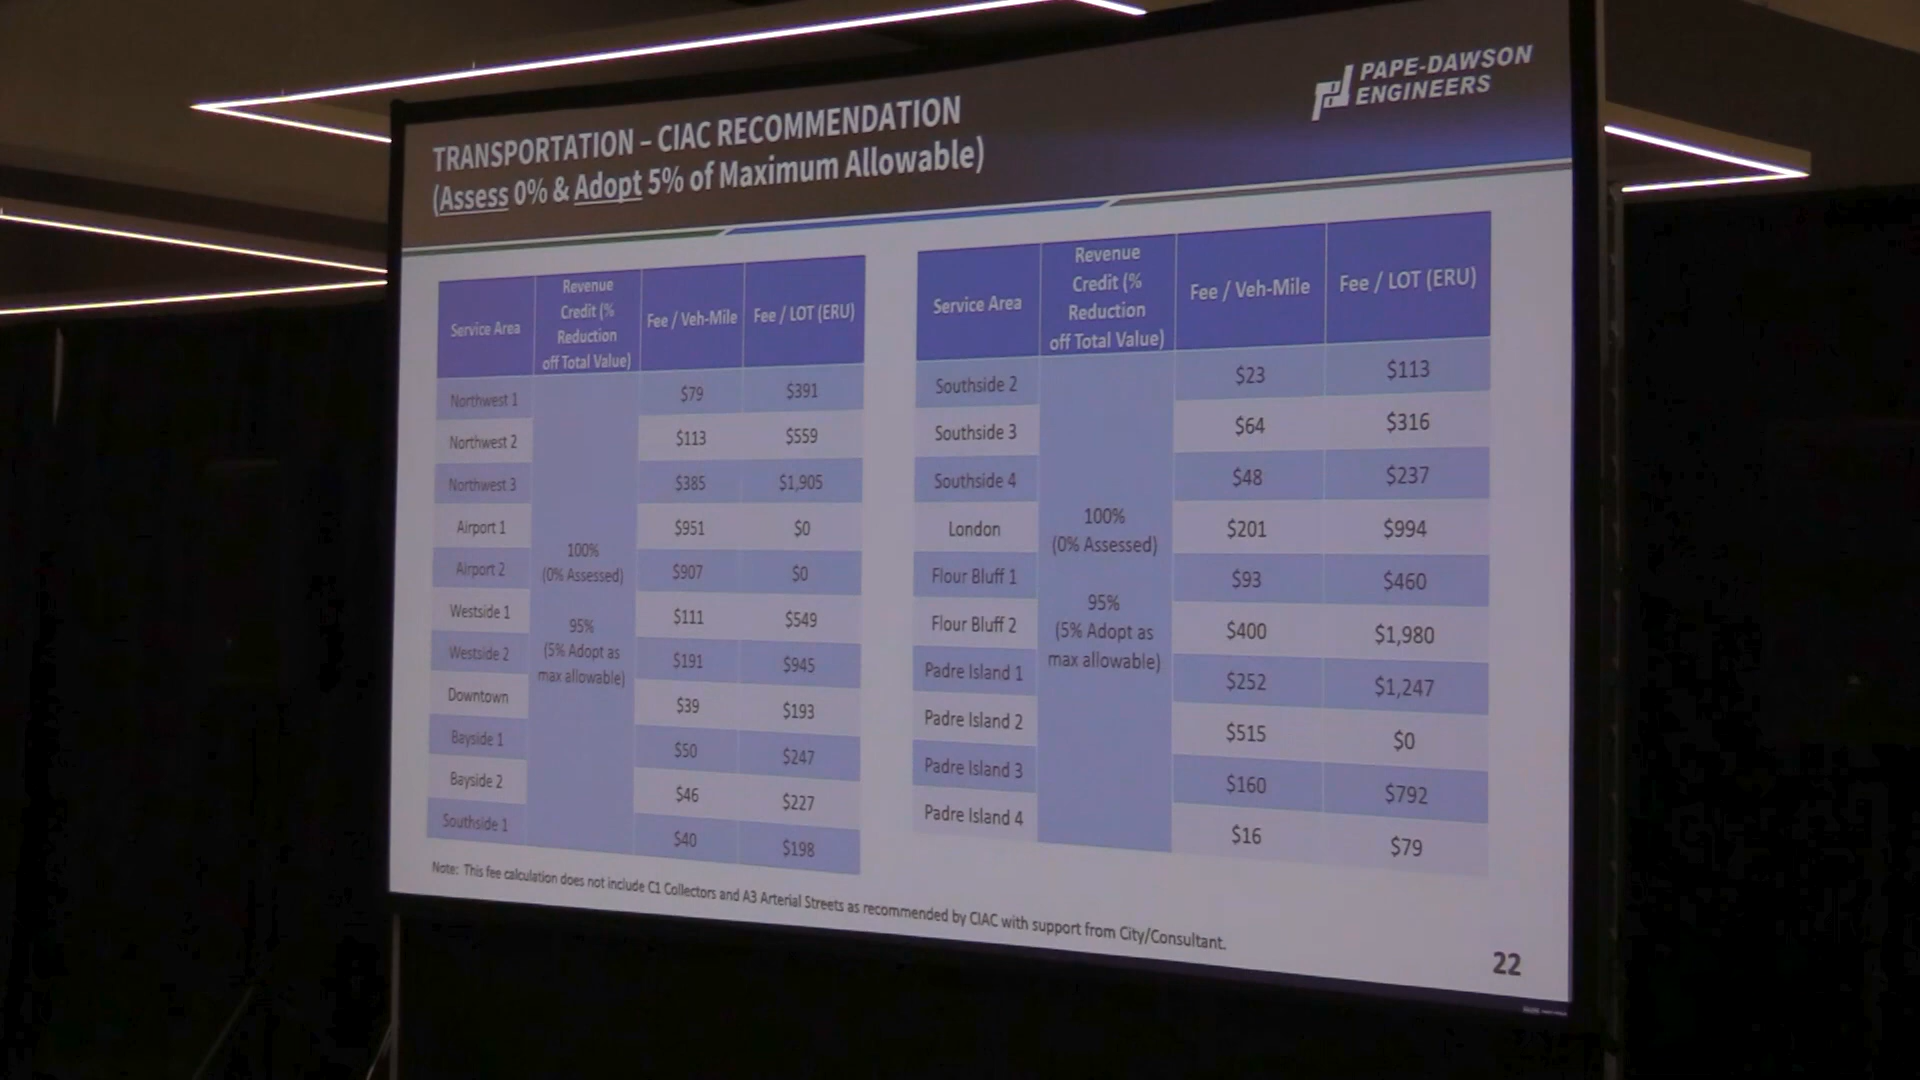 PAPE-DAWSON
ENGINEERS
TRANSPORTATION – CIAC RECOMMENDATION
(Assess 0% & Adopt 5% of Maximum Allowable)
Service Area
Revenue
Credit (%
Reduction
off Total Value)
Fee / Veh-Mile
Fee / LOT (ERU)
Northwest 1 $79 $391
Northwest 2 $113 $559
Northwest 3 $385 $1,905
Airport 1 $951 $0
Airport 2 $907 $0
Westside 1 $111 $549
Westside 2 $191 $945
Downtown $39 $193
Bayside 1 $50 $247
Bayside 2 $46 $227
Southside 1 $40 $198
100%
(0% Assessed)
95%
(5% Adopt as
max allowable)
Service Area
Revenue
Credit (%
Reduction
off Total Value)
Fee / Veh-Mile
Fee / LOT (ERU)
Southside 2 $23 $113
Southside 3 $64 $316
Southside 4 $48 $237
London $201 $994
Flour Bluff 1 $93 $460
Flour Bluff 2 $400 $1,980
Padre Island 1 $252 $1,247
Padre Island 2 $515 $0
Padre Island 3 $160 $792
Padre Island 4 $16 $79
100%
(0% Assessed)
95%
(5% Adopt as
max allowable)
Note: This fee calculation does not include C1 Collectors and A3 Arterial Streets as recommended by CIAC with support from City/Consultant.
22